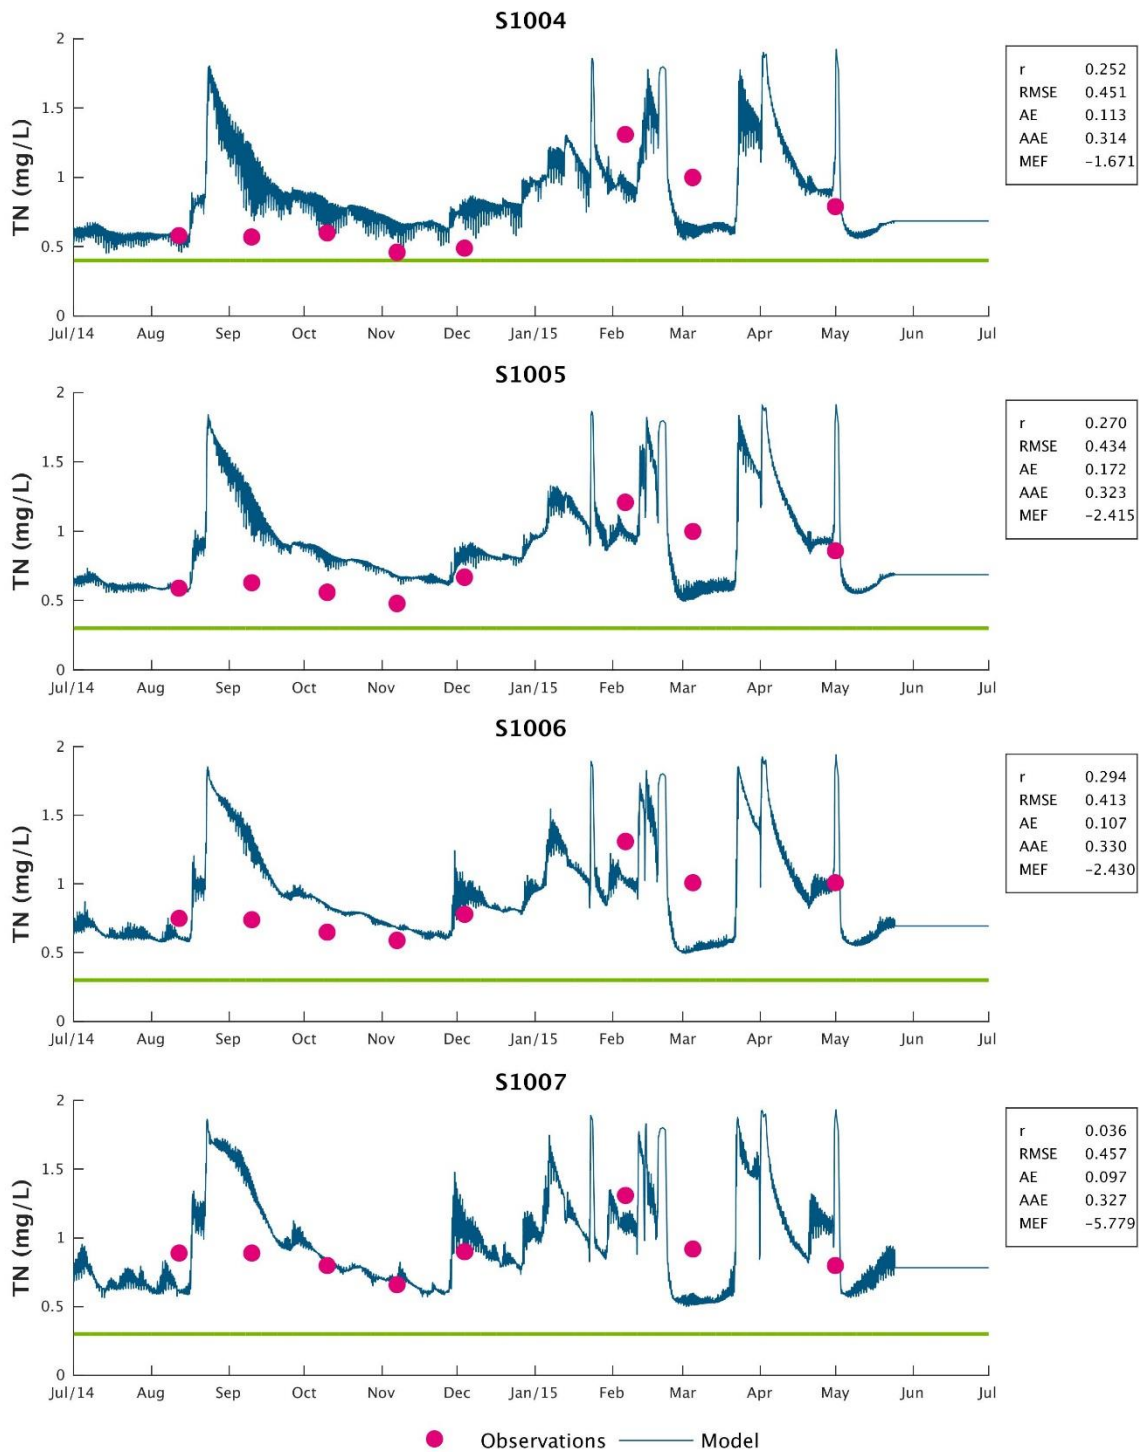 S1004
TN (mg/L)
2
1.5
1
0.5
0
Jul/14 Aug Sep Oct Nov Dec Jan/15 Feb Mar Apr May Jun Jul
r 0.252
RMSE 0.451
AE 0.113
AAE 0.314
MEF -1.671
S1005
TN (mg/L)
2
1.5
1
0.5
0
Jul/14 Aug Sep Oct Nov Dec Jan/15 Feb Mar Apr May Jun Jul
r 0.270
RMSE 0.434
AE 0.172
AAE 0.323
MEF -2.415
S1006
TN (mg/L)
2
1.5
1
0.5
0
Jul/14 Aug Sep Oct Nov Dec Jan/15 Feb Mar Apr May Jun Jul
r 0.294
RMSE 0.413
AE 0.107
AAE 0.330
MEF -2.430
S1007
TN (mg/L)
2
1.5
1
0.5
0
Jul/14 Aug Sep Oct Nov Dec Jan/15 Feb Mar Apr May Jun Jul
r 0.036
RMSE 0.457
AE 0.097
AAE 0.327
MEF -5.779
Observations Model